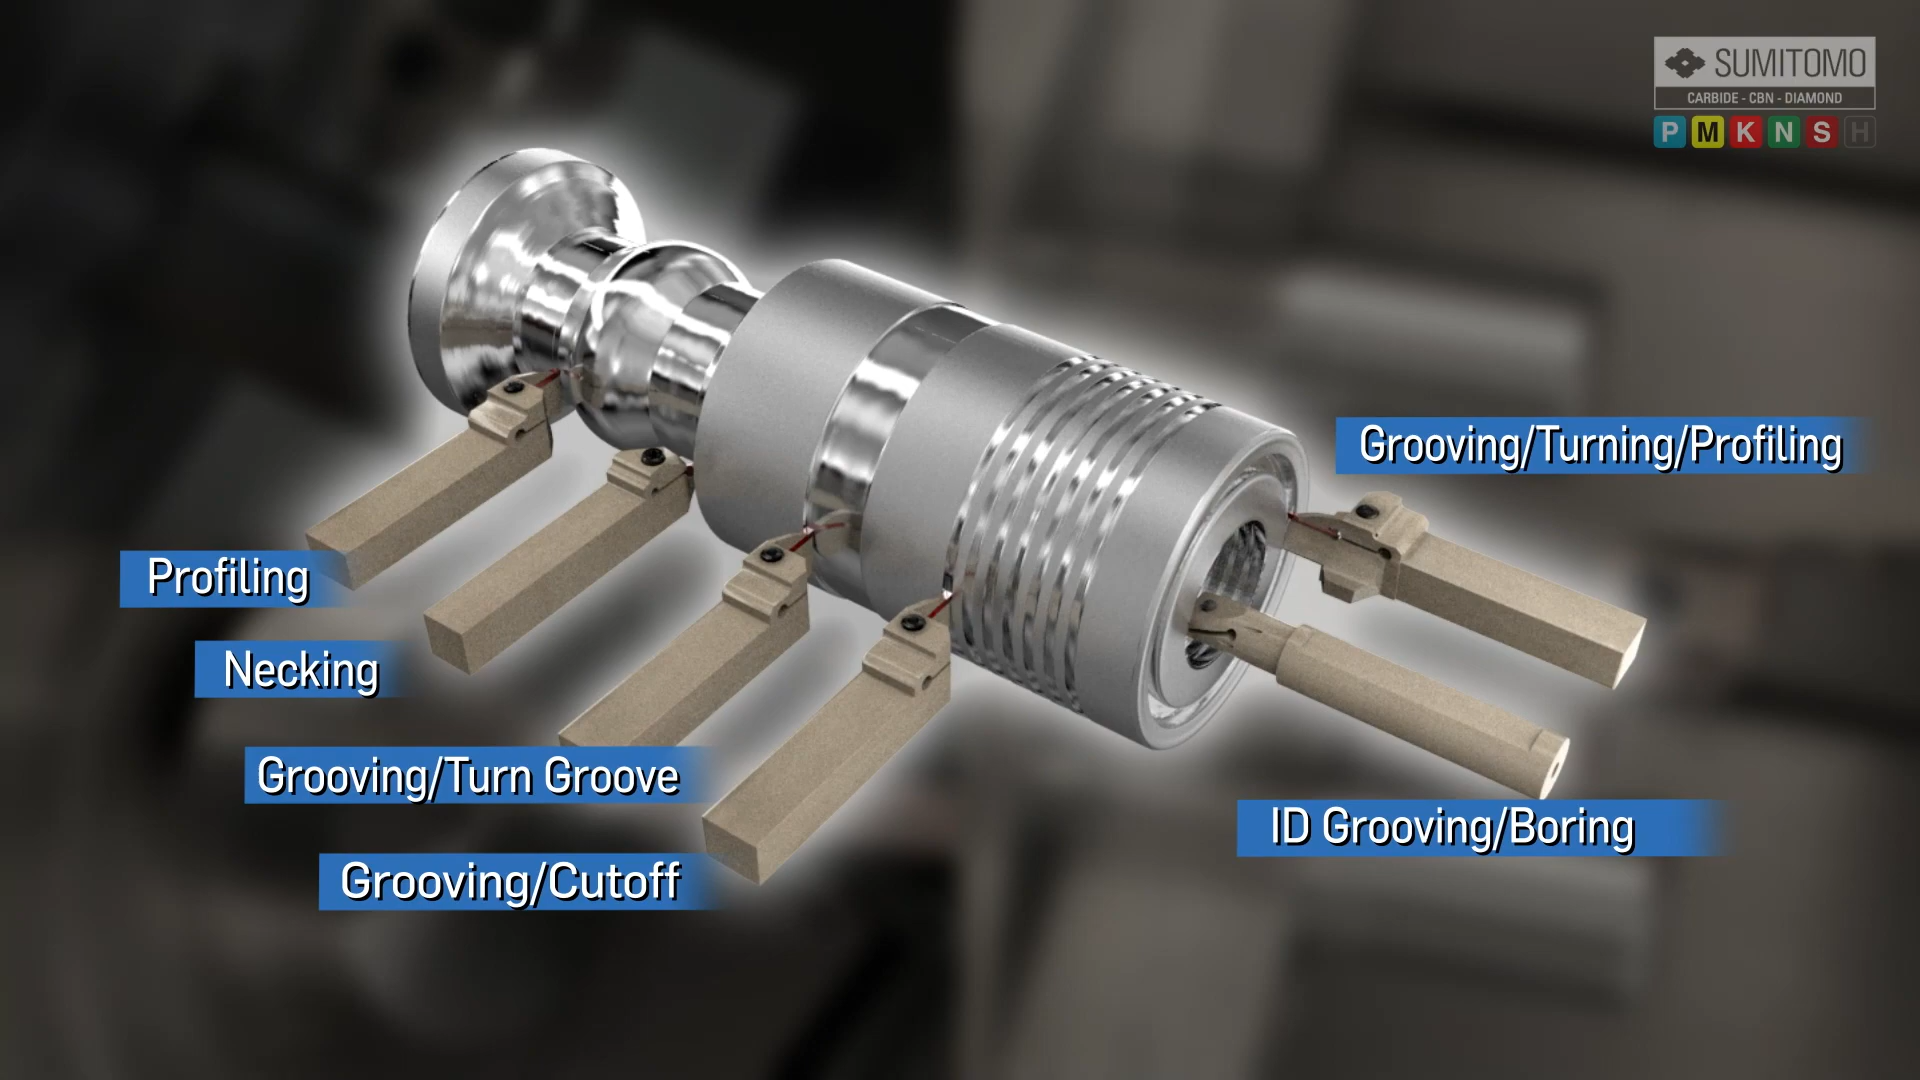 SUMITOMO
CARBIDE - CBN - DIAMOND
P M K N S H
Grooving/Turning/Profiling
Profiling
Necking
Grooving/Turn Groove
ID Grooving/Boring
Grooving/Cutoff